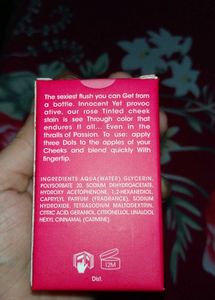 The sexiest flush you can Get from
a bottle. Innocent Yet provoc
ative, our rose Tinted cheek
stain is see Through color that
endures It all... Even in the
thralls of Passion. To use: apply
three Dots to the apples of your
Cheeks and blend quickly With
fingertip.
INGREDIENTS AQUA(WATER), GLYCERIN,
POLYSORBATE 20, SODIUM DEHYDROACETATE,
HYDROXY ACETOPHENONE, 1,2-HEXANEDIOL,
CAPRYLYL PARFUM (FRAGRANCE), SODIUM
HYDROXIDE, TETRASODIUM MALTODEXTRIN,
CITRIC ACID, GERANIOL, CITRONELLOL, LINALOOL
HEXYL CINNAMAL (CARMINE).
12M
Dist.